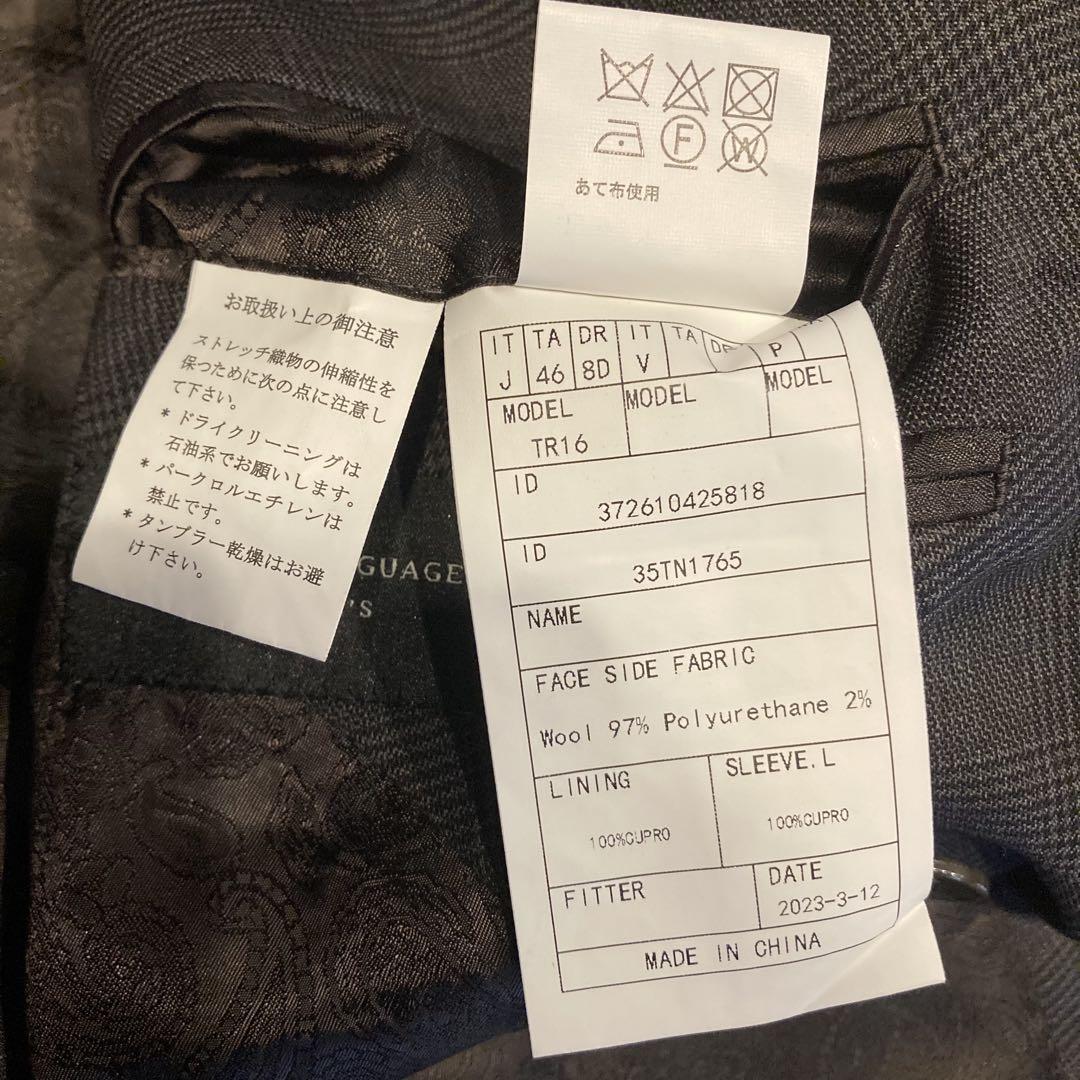 F
W
あて布使用
お取扱い上の御注意
ストレッチ織物の伸縮性を
保つために次の点に注意し
て下さい。
* ドライクリーニングは
石油系でお願いします。
* パークロルエチレンは
禁止です。
* タンブラー乾燥はお避
け下さい。
GUAGE
'S
IT TA DR IT TA
J 46 8D V P
MODEL MODEL MODEL
TR16
ID
372610425818
ID
35TN1765
NAME
FACE SIDE FABRIC
Wool 97% Polyurethane 2%
LINING SLEEVE.L
100%CUPRO 100%CUPRO
FITTER DATE
2023-3-12
MADE IN CHINA